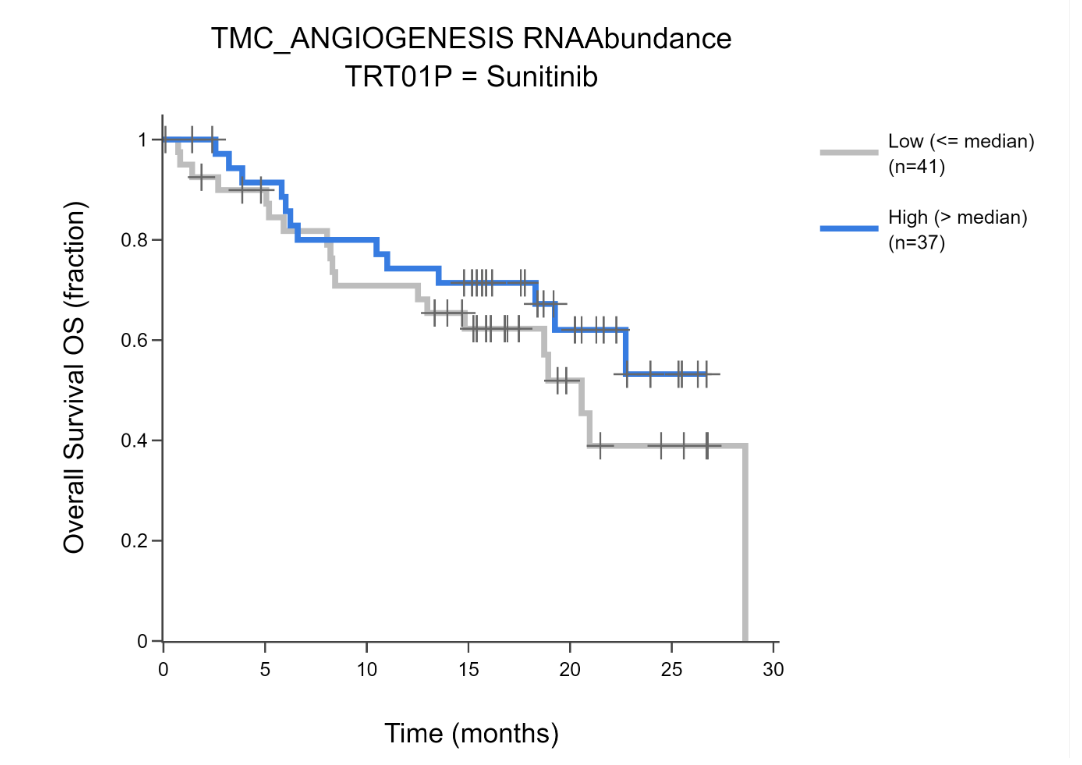 TMC_ANGIOGENESIS RNAAbundance
TRT01P = Sunitinib
Low (<= median)
(n=41)
High (> median)
(n=37)
Overall Survival OS (fraction)
1
0.8
0.6
0.4
0.2
0
0 5 10 15 20 25 30
Time (months)